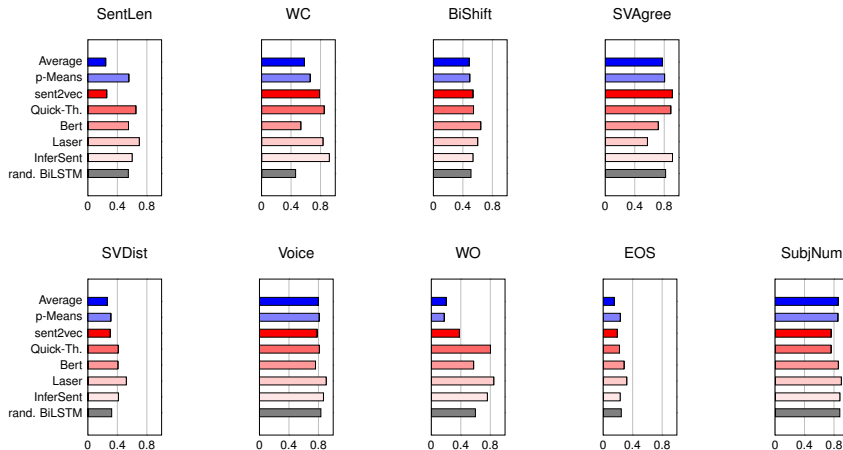 SentLen WC BiShift SVAgree
Average
p-Means
sent2vec
Quick-Th.
Bert
Laser
InferSent
rand. BiLSTM
0 0.4 0.8 0 0.4 0.8 0 0.4 0.8 0 0.4 0.8
SVDist Voice WO EOS SubjNum
Average
p-Means
sent2vec
Quick-Th.
Bert
Laser
InferSent
rand. BiLSTM
0 0.4 0.8 0 0.4 0.8 0 0.4 0.8 0 0.4 0.8 0 0.4 0.8